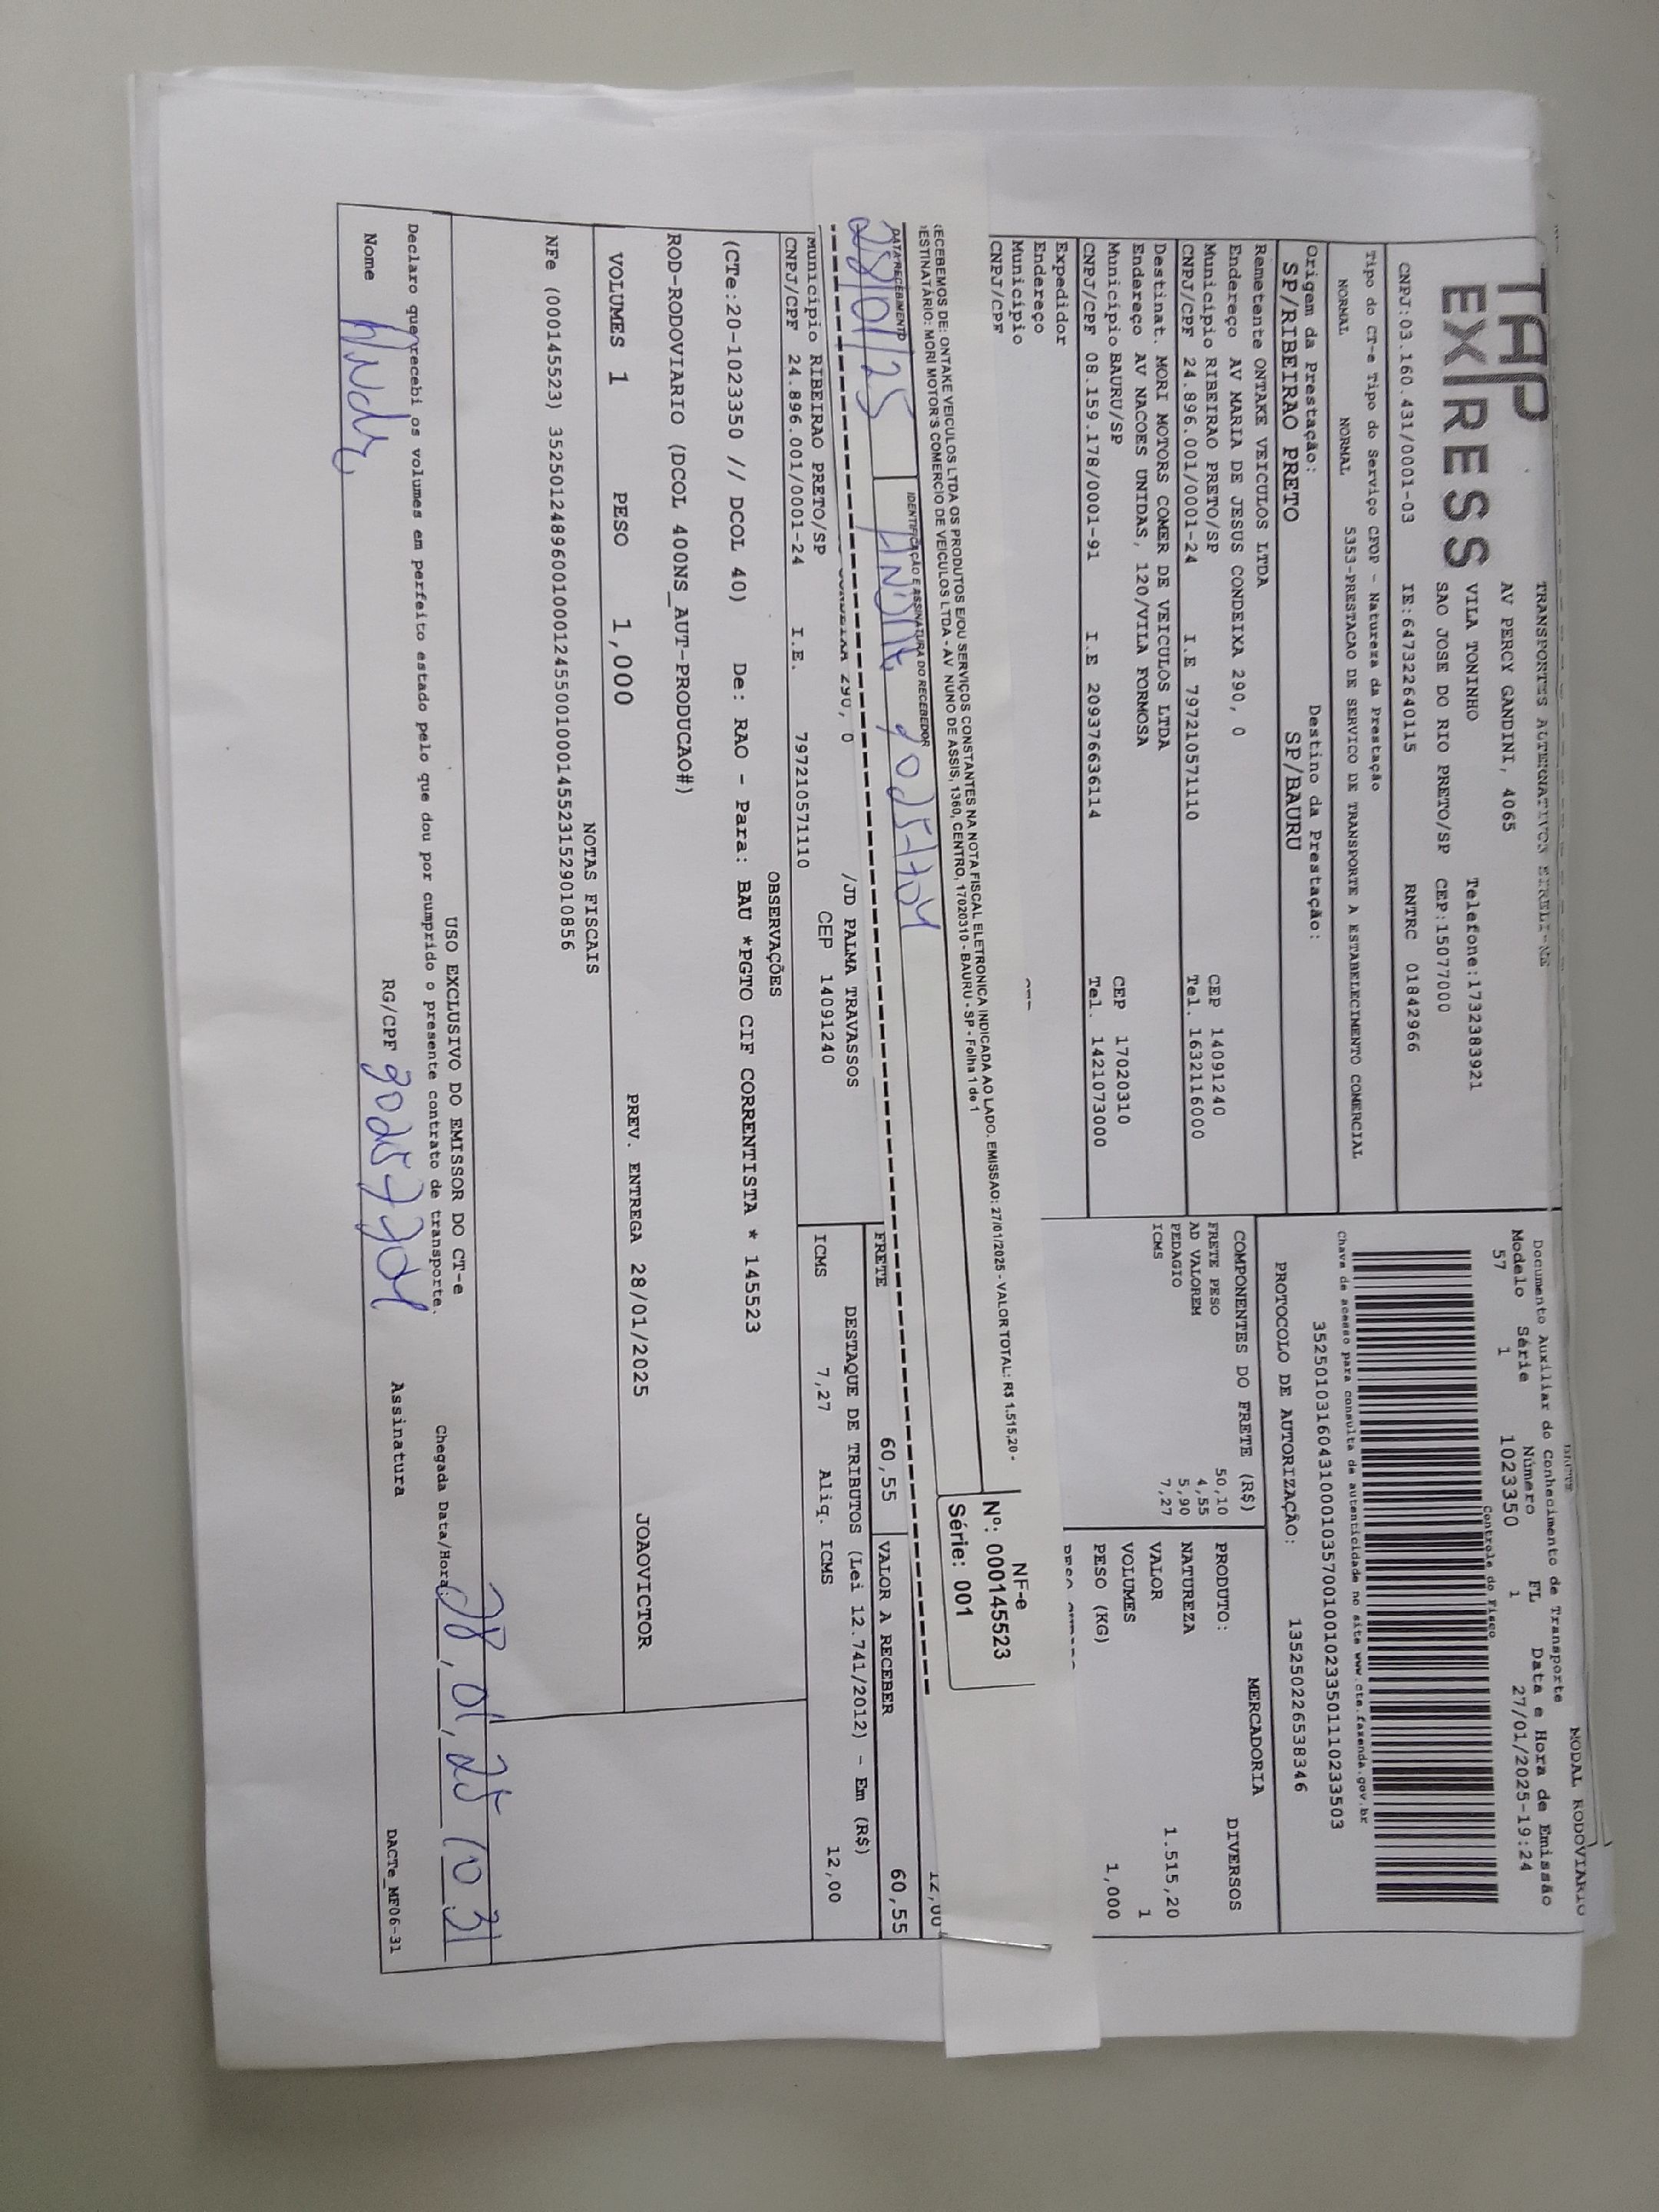 TAP
EXPRESS
TRANSPORTES ALTERNATIVOS EIRELI-ME
AV PERCY GANDINI, 4065
VILA TONINHO Telefone:1732383921
SAO JOSE DO RIO PRETO/SP CEP:15077000
CNPJ:03.160.431/0001-03 IE:647322640115 RNTRC 01842966
DACTE MODAL RODOVIARIO
Documento Auxiliar do Conhecimento de Transporte
Modelo Série Número FL Data e Hora de Emissão
57 1 1023350 1 27/01/2025-19:24
Controle do Fisco
Tipo do CT-e Tipo do Serviço CFOP - Natureza da Prestação
NORMAL NORMAL 5353-PRESTACAO DE SERVICO DE TRANSPORTE A ESTABELECIMENTO COMERCIAL
Chave de acesso para consulta de autenticidade no site www.cte.fazenda.gov.br
35250103160431000103570010010233501110233503
Origem da Prestação: Destino da Prestação:
SP/RIBEIRAO PRETO SP/BAURU
PROTOCOLO DE AUTORIZAÇÃO: 135250226538346
Remetente ONTAKE VEICULOS LTDA
Endereço AV MARIA DE JESUS CONDEIXA 290, 0 CEP 14091240
Município RIBEIRAO PRETO/SP Tel. 1632116000
CNPJ/CPF 24.896.001/0001-24 I.E 797210571110
Destinat. MORI MOTORS COMER DE VEICULOS LTDA
Endereço AV NACOES UNIDAS, 120/VILA FORMOSA
Município BAURU/SP CEP 17020310
CNPJ/CPF 08.159.178/0001-91 I.E 209376636114 Tel. 1421073000
Expedidor
Endereço
Município
CNPJ/CPF
COMPONENTES DO FRETE (R$)
FRETE PESO 50,10
AD VALOREM 4,55
PEDAGIO 5,90
ICMS 7,27
MERCADORIA
PRODUTO: DIVERSOS
NATUREZA
VALOR 1.515,20
VOLUMES 1
PESO (KG) 1,000
RECEBEMOS DE: ONTAKE VEICULOS LTDA OS PRODUTOS E/OU SERVIÇOS CONSTANTES NA NOTA FISCAL ELETRONICA INDICADA AO LADO. EMISSAO: 27/01/2025 - VALOR TOTAL: R$ 1.515,20 -
DESTINATÁRIO: MORI MOTOR'S COMERCIO DE VEICULOS LTDA - AV NUNO DE ASSIS, 1360, CENTRO, 17020310 - BAURU - SP - Folha 1 de 1
NF-e
Nº: 000145523
Série: 001
DATA RECEBIMENTO IDENTIFICAÇÃO E ASSINATURA DO RECEBEDOR
28/01/25
12,00
FRETE 60,55 VALOR A RECEBER 60,55
CONDEIXA 290, 0 /JD PALMA TRAVASSOS
Município RIBEIRAO PRETO/SP CEP 14091240
CNPJ/CPF 24.896.001/0001-24 I.E. 797210571110
DESTAQUE DE TRIBUTOS (Lei 12.741/2012) - Em (R$)
ICMS 7,27 Aliq. ICMS 12,00
OBSERVAÇÕES
(CTe:20-1023350 // DCOL 40) De: RAO - Para: BAU *PGTO CIF CORRENTISTA * 145523
ROD-RODOVIARIO (DCOL 400NS_AUT-PRODUCAO#)
VOLUMES 1 PESO 1,000 PREV. ENTREGA 28/01/2025 JOAOVICTOR
NOTAS FISCAIS
NFe (000145523) 35250124896001000124550010001455231529010856
USO EXCLUSIVO DO EMISSOR DO CT-e
Declaro que recebi os volumes em perfeito estado pelo que dou por cumprido o presente contrato de transporte.
Chegada Data/Hora: 28,01,25 10 31
Nome RG/CPF Assinatura
DACTe_MF06-31